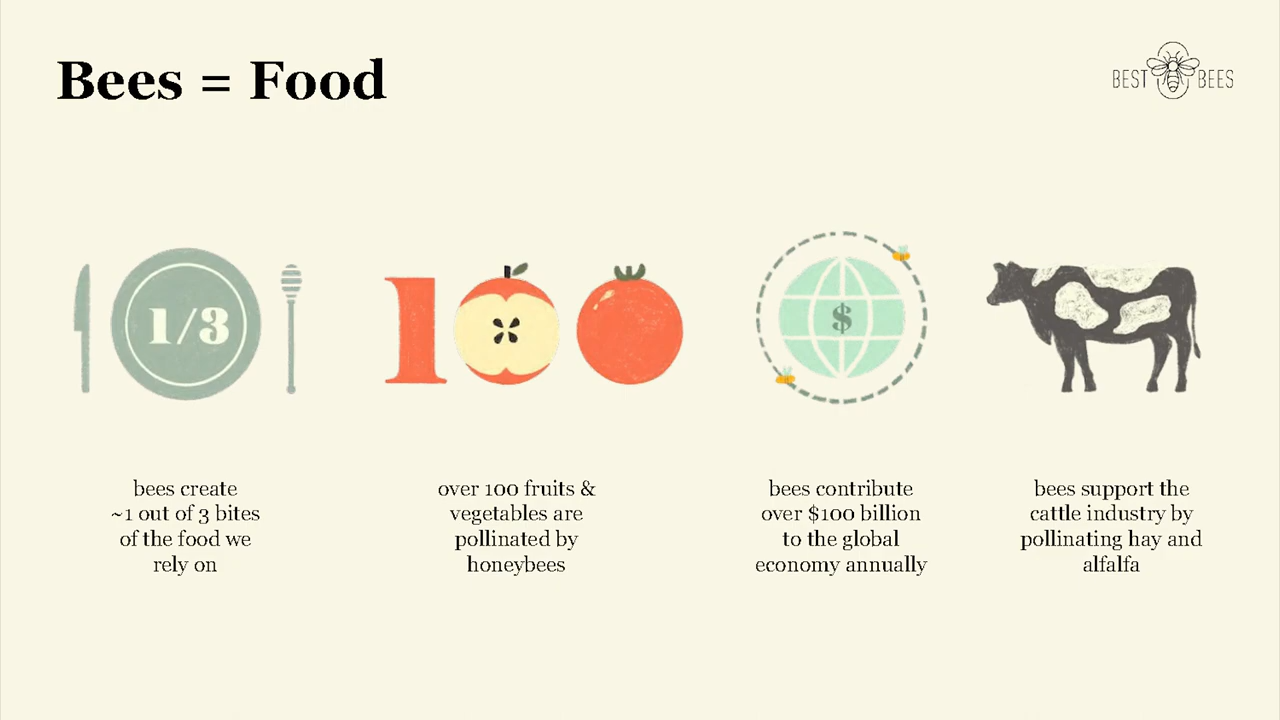 Bees = Food
BEST BEES
1/3
100
$
bees create
~1 out of 3 bites
of the food we
rely on
over 100 fruits &
vegetables are
pollinated by
honeybees
bees contribute
over $100 billion
to the global
economy annually
bees support the
cattle industry by
pollinating hay and
alfalfa